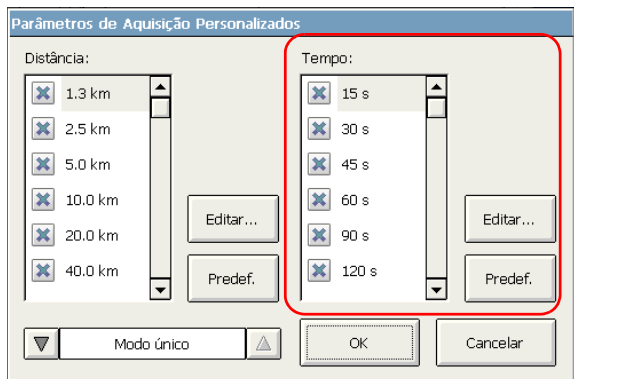 Parâmetros de Aquisição Personalizados
Distância:
1.3 km
2.5 km
5.0 km
10.0 km
20.0 km
40.0 km
Editar...
Predef.
Tempo:
15 s
30 s
45 s
60 s
90 s
120 s
Editar...
Predef.
Modo único
OK
Cancelar